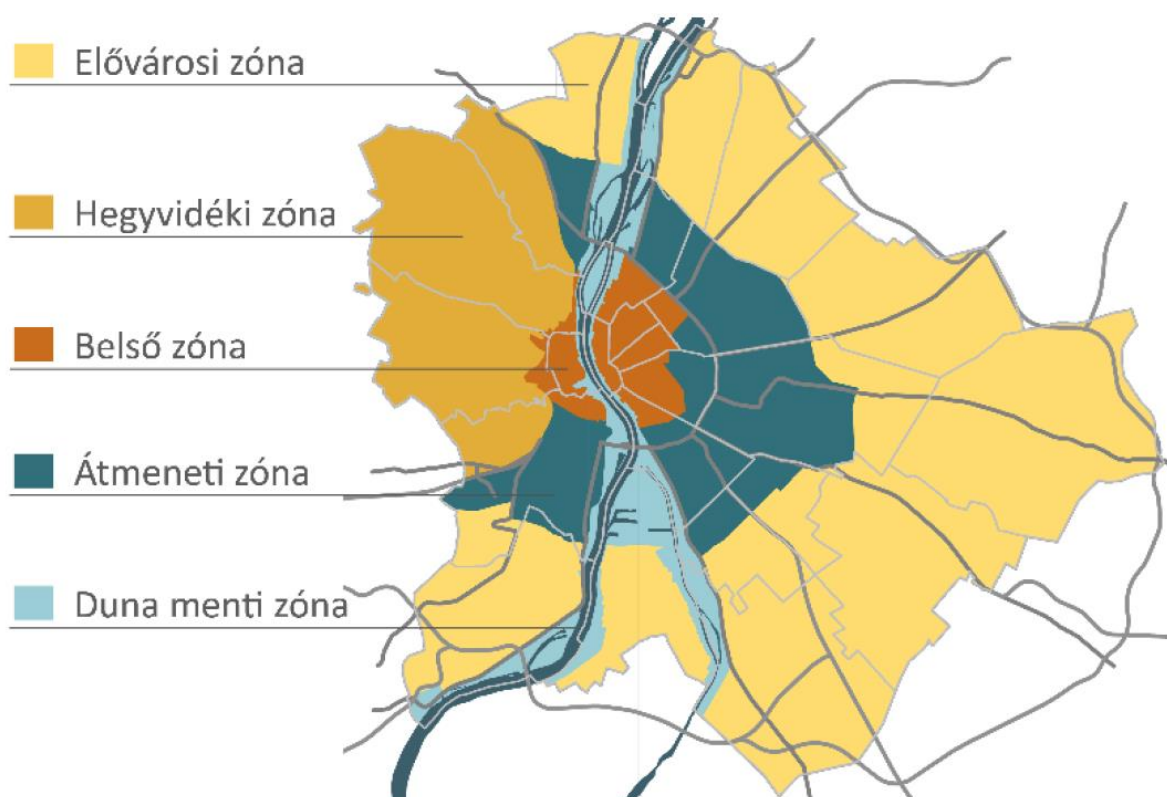 Elővárosi zóna
Hegyvidéki zóna
Belső zóna
Átmeneti zóna
Duna menti zóna